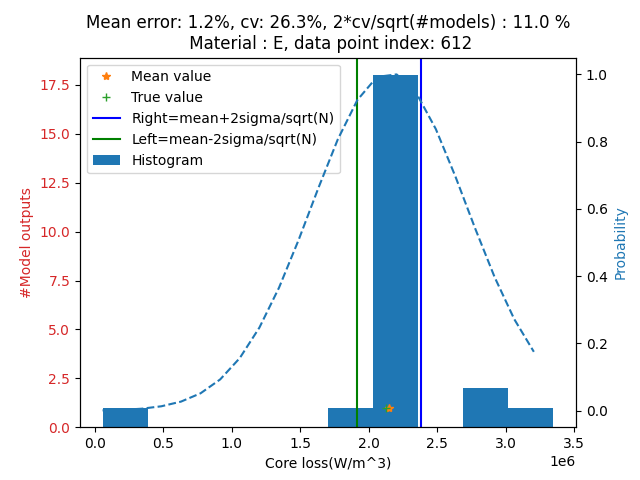 Mean error: 1.2%, cv: 26.3%, 2*cv/sqrt(#models) : 11.0 %
Material : E, data point index: 612
Mean value
True value
Right=mean+2sigma/sqrt(N)
Left=mean-2sigma/sqrt(N)
Histogram
17.5
15.0
12.5
10.0
7.5
5.0
2.5
0.0
#Model outputs
1.0
0.8
0.6
0.4
0.2
0.0
Probability
0.0 0.5 1.0 1.5 2.0 2.5 3.0 3.5
1e6
Core loss(W/m^3)